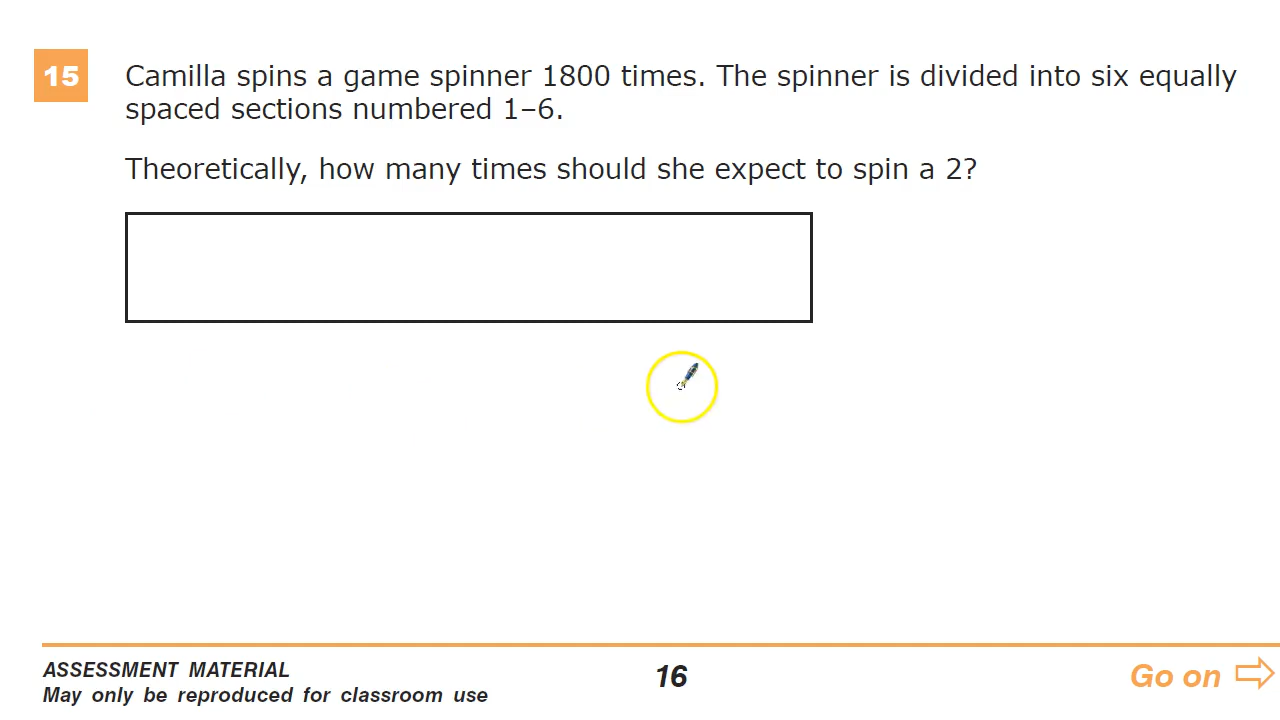 15
Camilla spins a game spinner 1800 times. The spinner is divided into six equally
spaced sections numbered 1–6.
Theoretically, how many times should she expect to spin a 2?
ASSESSMENT MATERIAL
May only be reproduced for classroom use
16
Go on